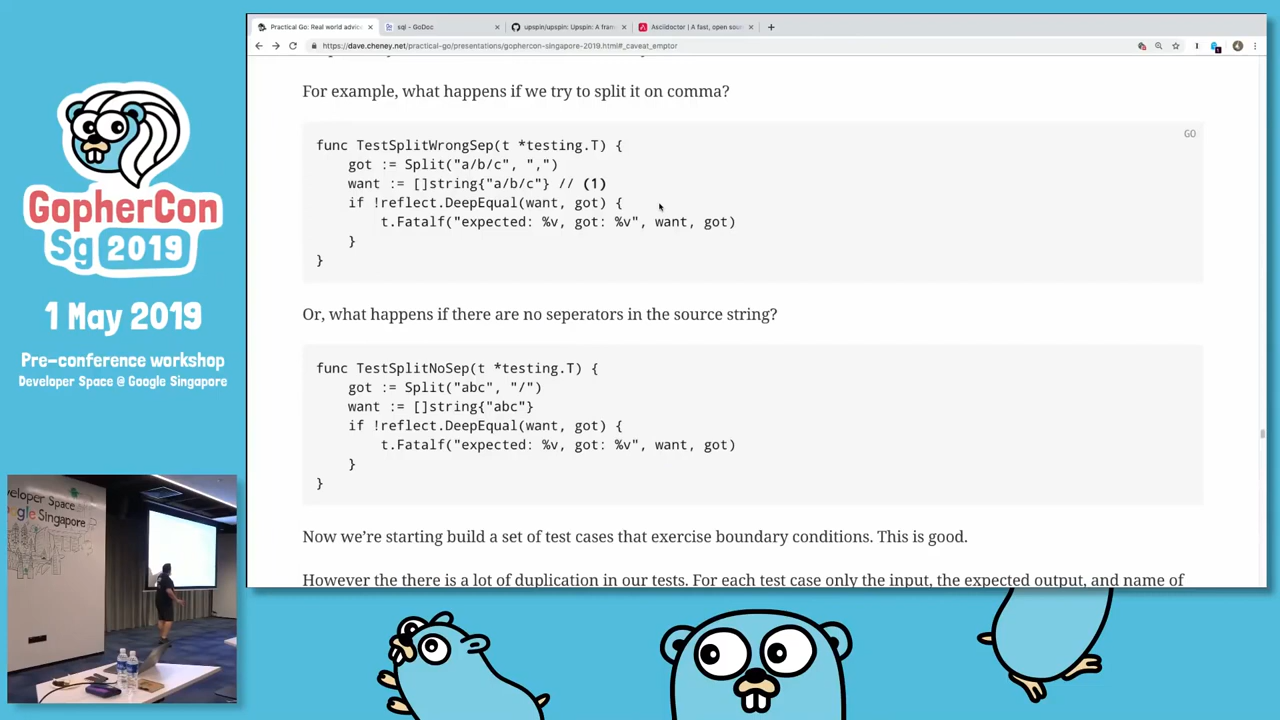 Practical Go: Real world advic
sql - GoDoc
upspin/upspin: Upspin: A fram
Asciidoctor | A fast, open sour
https://dave.cheney.net/practical-go/presentations/gophercon-singapore-2019.html#_caveat_emptor
For example, what happens if we try to split it on comma?
GO
func TestSplitWrongSep(t *testing.T) {
got := Split("a/b/c", ",")
want := []string{"a/b/c"} // (1)
if !reflect.DeepEqual(want, got) {
t.Fatalf("expected: %v, got: %v", want, got)
}
}
Or, what happens if there are no seperators in the source string?
func TestSplitNoSep(t *testing.T) {
got := Split("abc", "/")
want := []string{"abc"}
if !reflect.DeepEqual(want, got) {
t.Fatalf("expected: %v, got: %v", want, got)
}
}
Now we're starting build a set of test cases that exercise boundary conditions. This is good.
However the there is a lot of duplication in our tests. For each test case only the input, the expected output, and name of
GopherCon
Sg 2019
1 May 2019
Pre-conference workshop
Developer Space @ Google Singapore
veloper Space
gle Singapore